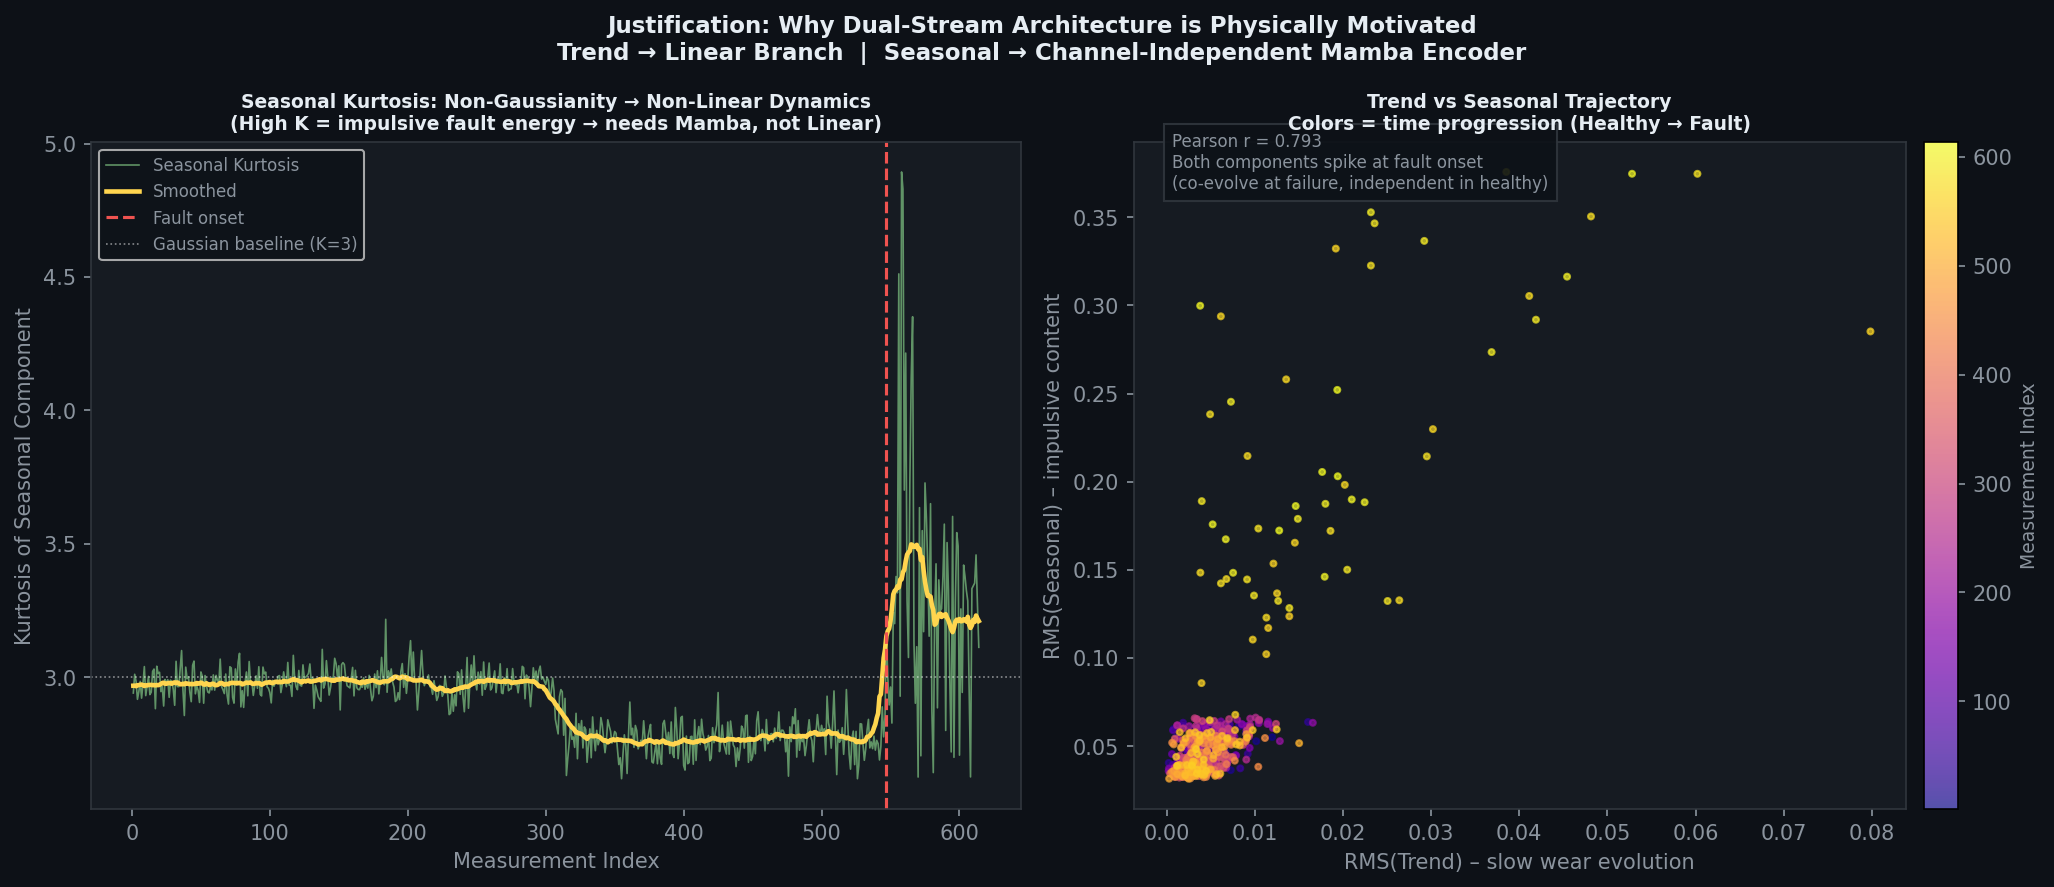 Justification: Why Dual-Stream Architecture is Physically Motivated
Trend → Linear Branch  |  Seasonal → Channel-Independent Mamba Encoder
Seasonal Kurtosis: Non-Gaussianity → Non-Linear Dynamics
(High K = impulsive fault energy → needs Mamba, not Linear)
Kurtosis of Seasonal Component
5.0
4.5
4.0
3.5
3.0
Seasonal Kurtosis
Smoothed
Fault onset
Gaussian baseline (K=3)
0
100
200
300
400
500
600
Measurement Index
Trend vs Seasonal Trajectory
Colors = time progression (Healthy → Fault)
Pearson r = 0.793
Both components spike at fault onset
(co-evolve at failure, independent in healthy)
RMS(Seasonal) – impulsive content
0.35
0.30
0.25
0.20
0.15
0.10
0.05
0.00
0.01
0.02
0.03
0.04
0.05
0.06
0.07
0.08
RMS(Trend) – slow wear evolution
600
500
400
300
200
100
Measurement Index